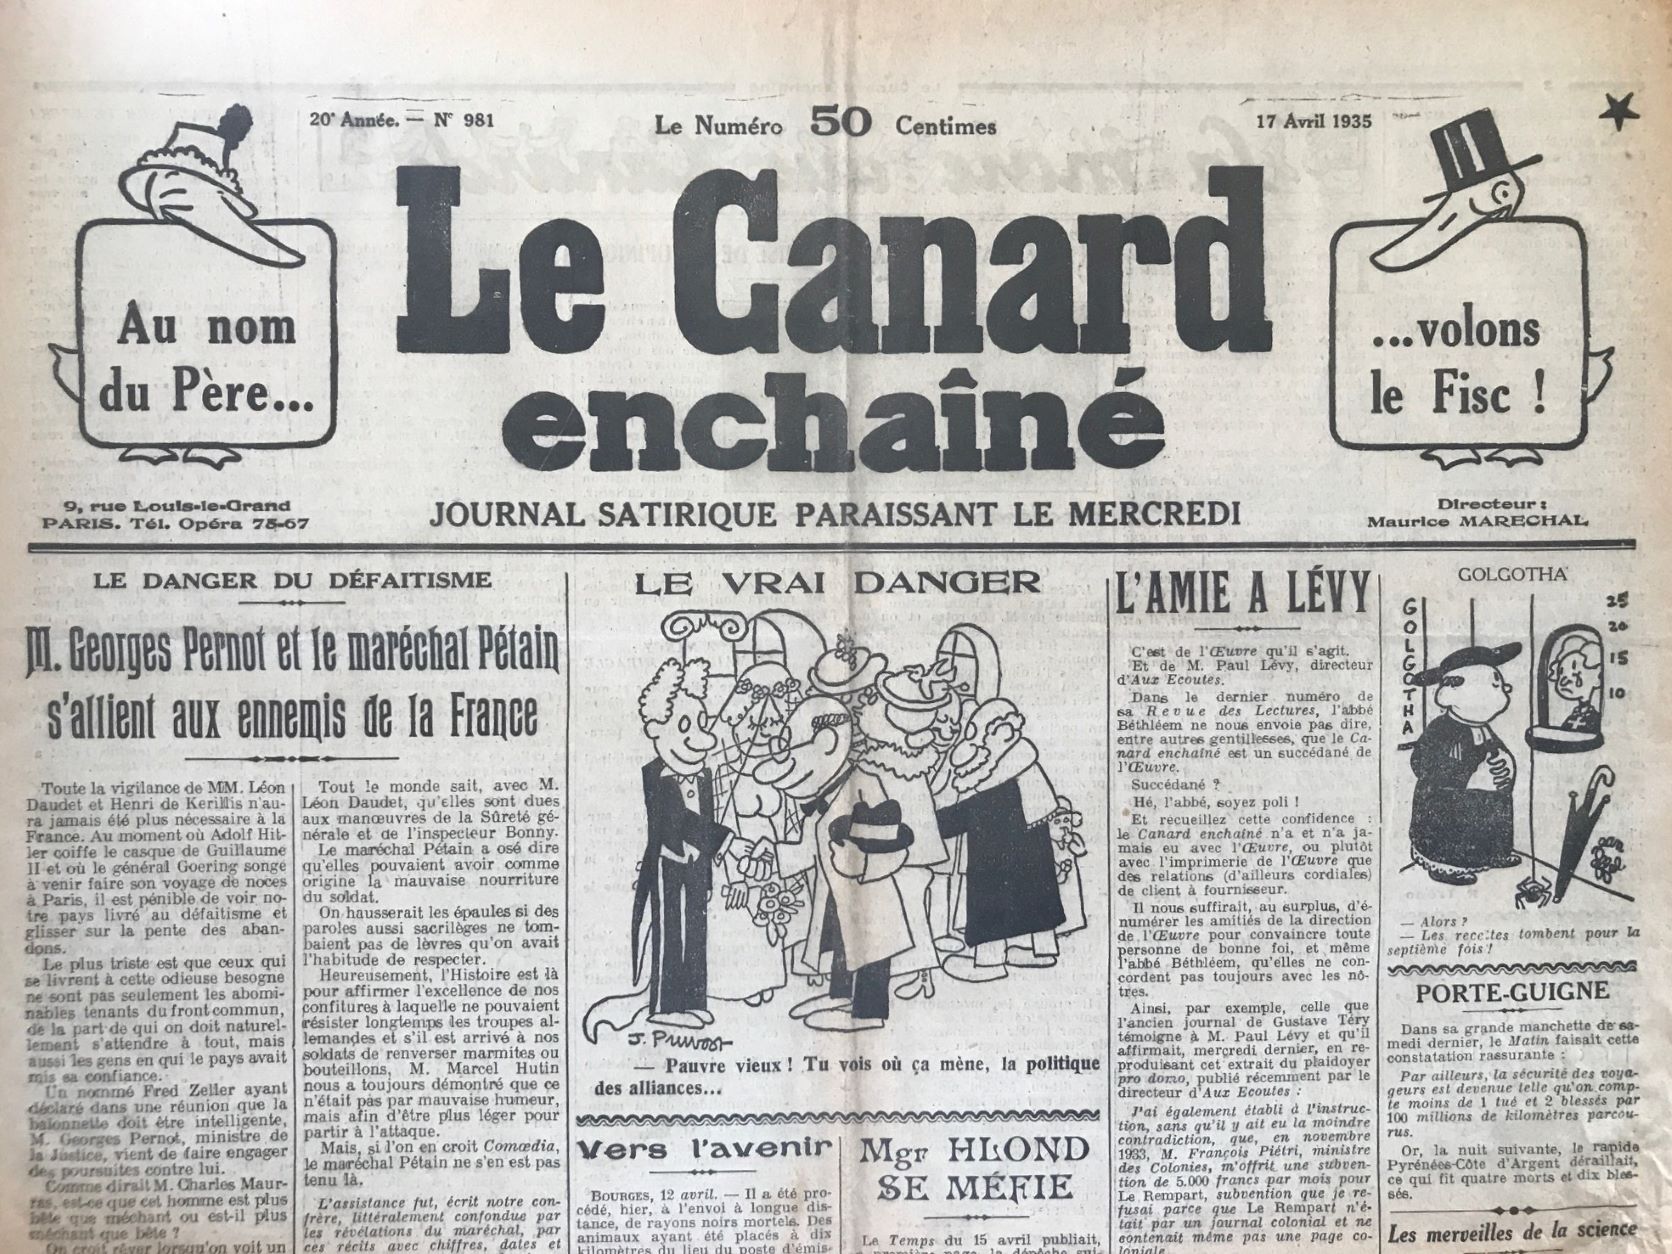 20e Année. — No 981
Le Numéro 50 Centimes
17 Avril 1935
Au nom
du Père...
Le Canard
enchaîné
...volons
le Fisc !
9, rue Louis-le-Grand
PARIS. Tél. Opéra 75-67
JOURNAL SATIRIQUE PARAISSANT LE MERCREDI
Directeur :
Maurice MARECHAL
LE DANGER DU DÉFAITISME
M. Georges Pernot et le maréchal Pétain
s'allient aux ennemis de la France
Toute la vigilance de MM. Léon
Daudet et Henri de Kerillis n'au-
ra jamais été plus nécessaire à la
France. Au moment où Adolf Hit-
ler coiffe le casque de Guillaume
II et où le général Goering songe
à venir faire son voyage de noces
à Paris, il est pénible de voir no-
tre pays livré au défaitisme et
glisser sur la pente des aban-
dons.
Le plus triste est que ceux qui
se livrent à cette odieuse besogne
ne sont pas seulement les abomi-
nables tenants du front commun,
de la part de qui on doit naturel-
lement s'attendre à tout, mais
aussi les gens en qui le pays avait
mis sa confiance.
Un nommé Fred Zeller ayant
déclaré dans une réunion que la
baïonnette doit être intelligente,
M. Georges Pernot, ministre de
la Justice, vient de faire engager
des poursuites contre lui.
Comme dirait M. Charles Maur-
ras, est-ce que cet homme est plus
bête que méchant ou est-il plus
méchant que bête ?
On croit rêver lorsqu'on voit un
Tout le monde sait, avec M.
Léon Daudet, qu'elles sont dues
aux manœuvres de la Sûreté gé-
nérale et de l'inspecteur Bonny.
Le maréchal Pétain a osé dire
qu'elles pouvaient avoir comme
origine la mauvaise nourriture
du soldat.
On hausserait les épaules si des
paroles aussi sacrilèges ne tom-
baient pas de lèvres qu'on avait
l'habitude de respecter.
Heureusement, l'Histoire est là
pour affirmer l'excellence de nos
confitures à laquelle ne pouvaient
résister longtemps les troupes al-
lemandes et s'il est arrivé à nos
soldats de renverser marmites ou
bouteillons, M. Marcel Hutin
nous a toujours démontré que ce
n'était pas par mauvaise humeur,
mais afin d'être plus léger pour
partir à l'attaque.
Mais, si l'on en croit Comœdia,
le maréchal Pétain ne s'en est pas
tenu là.
L'assistance fut, écrit notre con-
frère, littéralement confondue par
les révélations du maréchal, par
ces récits avec chiffres, dates et
LE VRAI DANGER
J. Pruvost
— Pauvre vieux ! Tu vois où ça mène, la politique
des alliances...
Vers l'avenir
BOURGES, 12 avril. — Il a été pro-
cédé, hier, à l'envoi à longue dis-
tance, de rayons noirs mortels. Des
animaux ayant été placés à dix
kilomètres du lieu du poste d'émis-
Mgr HLOND
SE MÉFIE
Le Temps du 15 avril publiait,
L'AMIE A LÉVY
C'est de l'Œuvre qu'il s'agit.
Et de M. Paul Lévy, directeur
d'Aux Ecoutes.
Dans le dernier numéro de
sa Revue des Lectures, l'abbé
Béthléem ne nous envoie pas dire,
entre autres gentillesses, que le Ca-
nard enchaîné est un succédané de
l'Œuvre.
Succédané ?
Hé, l'abbé, soyez poli !
Et recueillez cette confidence :
le Canard enchaîné n'a et n'a ja-
mais eu avec l'Œuvre, ou plutôt
avec l'imprimerie de l'Œuvre que
des relations (d'ailleurs cordiales)
de client à fournisseur.
Il nous suffirait, au surplus, d'é-
numérer les amitiés de la direction
de l'Œuvre pour convaincre toute
personne de bonne foi, et même
l'abbé Béthléem, qu'elles ne con-
cordent pas toujours avec les nô-
tres.
Ainsi, par exemple, celle que
l'ancien journal de Gustave Téry
témoigne à M. Paul Lévy et qu'il
affirmait, mercredi dernier, en re-
produisant cet extrait du plaidoyer
pro domo, publié récemment par le
directeur d'Aux Ecoutes :
J'ai également établi à l'instruc-
tion, sans qu'il y ait eu la moindre
contradiction, que, en novembre
1933, M. François Piétri, ministre
des Colonies, m'offrit une subven-
tion de 5.000 francs par mois pour
Le Rempart, subvention que je re-
fusai parce que Le Rempart n'é-
tait par un journal colonial et ne
contenait même pas une page co-
loniale.
GOLGOTHA
GOLGOTHA
25
20
15
10
— Alors ?
— Les recettes tombent pour la
septième fois !
PORTE-GUIGNE
Dans sa grande manchette de sa-
medi dernier, le Matin faisait cette
constatation rassurante :
Par ailleurs, la sécurité des voya-
geurs est devenue telle qu'on comp-
te moins de 1 tué et 2 blessés par
100 millions de kilomètres parcou-
rus.
Or, la nuit suivante, le rapide
Pyrénées-Côte d'Argent déraillait,
ce qui fit quatre morts et dix bles-
sés.
Les merveilles de la science